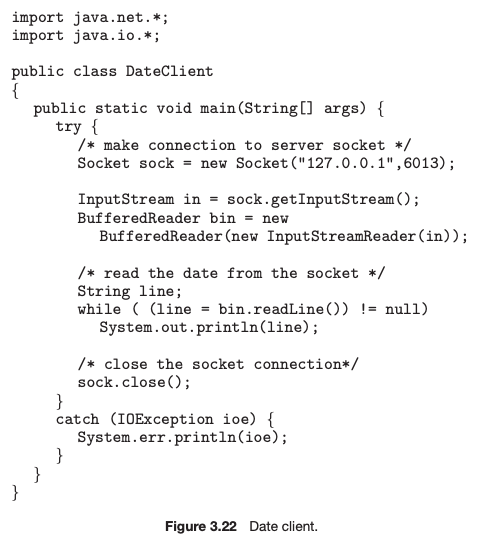 import java.net.*;
import java.io.*;
public class DateClient
{
public static void main(String[] args) {
try {
/* make connection to server socket */
Socket sock = new Socket("127.0.0.1",6013);
InputStream in = sock.getInputStream();
BufferedReader bin = new
BufferedReader(new InputStreamReader(in));
/* read the date from the socket */
String line;
while ( (line = bin.readLine()) != null)
System.out.println(line);
/* close the socket connection*/
sock.close();
}
catch (IOException ioe) {
System.err.println(ioe);
}
}
}
Figure 3.22 Date client.